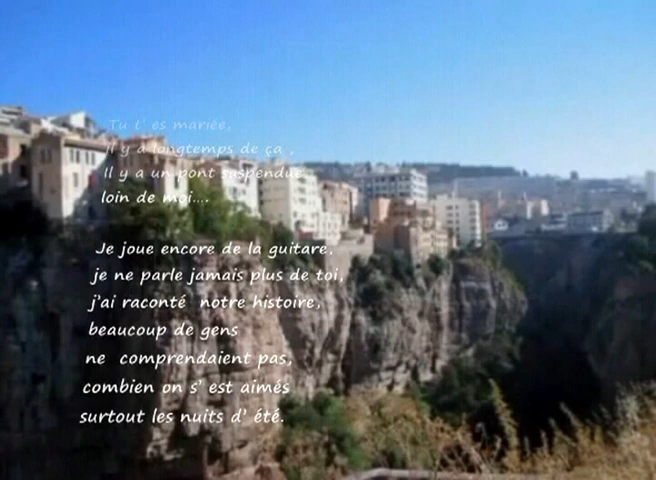 Tu t' es mariée,
Il y a longtemps de ça ,
Il y a un pont suspendue
loin de moi....
Je joue encore de la guitare,
je ne parle jamais plus de toi,
j'ai raconté notre histoire,
beaucoup de gens
ne comprendaient pas,
combien on s' est aimés
surtout les nuits d' été.